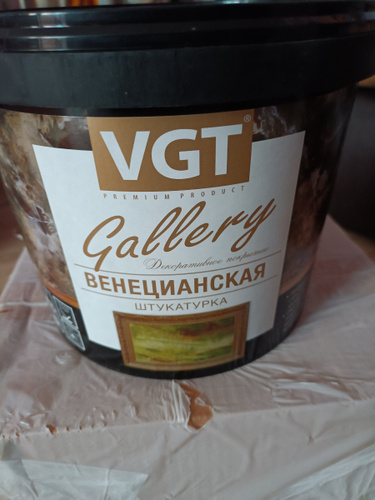 VGT®
PREMIUM PRODUCT
Gallery
Декоративное покрытие
ВЕНЕЦИАНСКАЯ
ШТУКАТУРКА